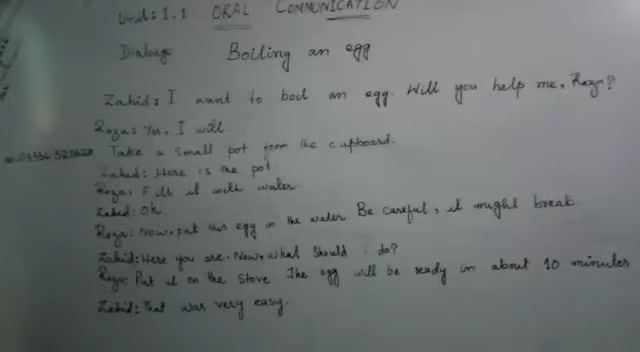 Unit: 1.1 ORAL COMMUNICATION
Dialouge Boiling an egg
Zahid: I want to boil an egg. Will you help me, Raza?
Raza: Yes, I will.
Take a small pot from the cupboard.
Zahid: Here is the pot.
Raza: Fill it with water.
Zahid: Ok.
Raza: Now, put this egg in the water Be careful, it might break
Zahid: Here you are. Now, what should I do?
Raza: Put it on the stove The egg will be ready in about 10 minutes
Zahid: That was very easy.